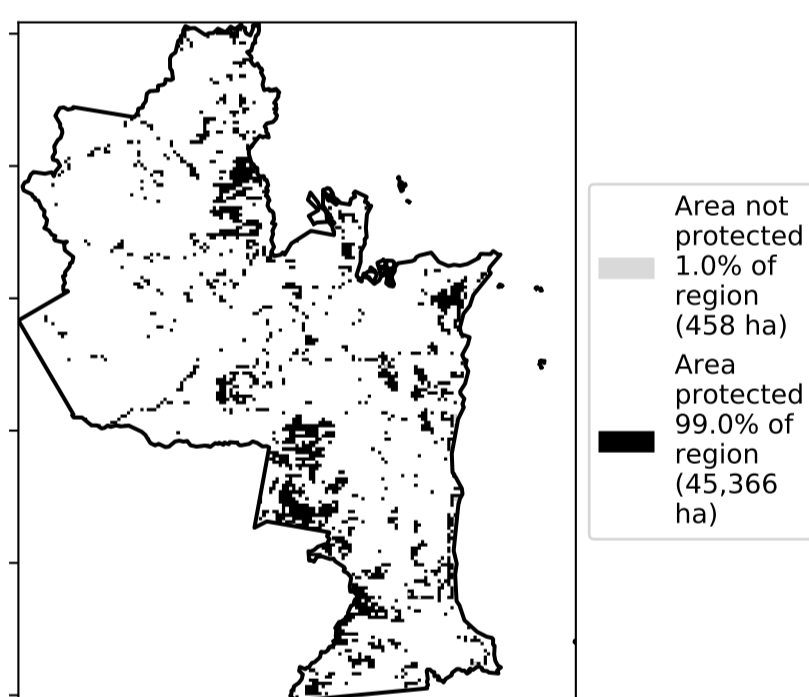 Area not
protected
1.0% of
region
(458 ha)
Area
protected
99.0% of
region
(45,366
ha)